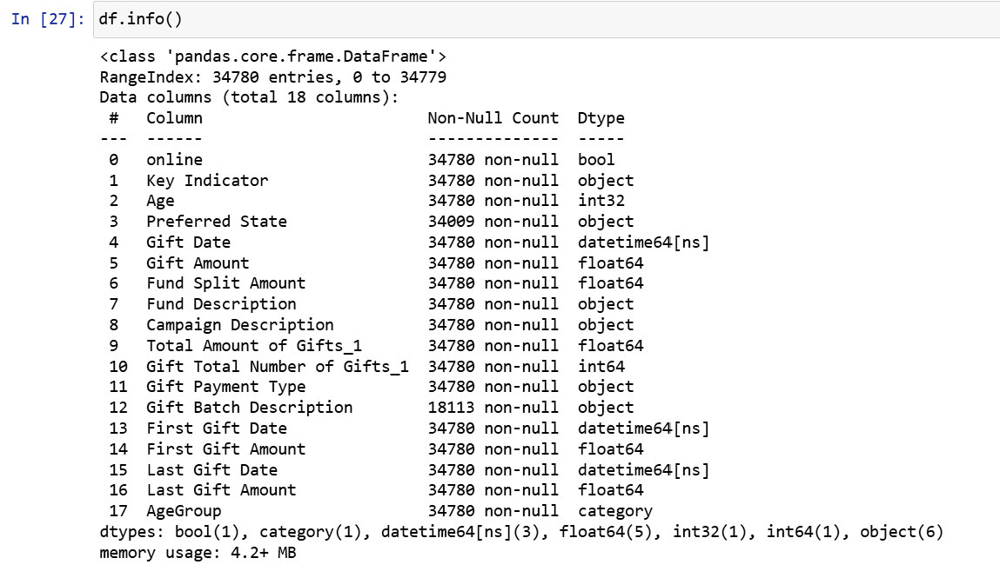 In [27]: df.info()
<class 'pandas.core.frame.DataFrame'>
RangeIndex: 34780 entries, 0 to 34779
Data columns (total 18 columns):
 #   Column                        Non-Null Count  Dtype
---  ------                        --------------  -----
 0   online                        34780 non-null  bool
 1   Key Indicator                 34780 non-null  object
 2   Age                           34780 non-null  int32
 3   Preferred State               34009 non-null  object
 4   Gift Date                     34780 non-null  datetime64[ns]
 5   Gift Amount                   34780 non-null  float64
 6   Fund Split Amount             34780 non-null  float64
 7   Fund Description              34780 non-null  object
 8   Campaign Description          34780 non-null  object
 9   Total Amount of Gifts_1       34780 non-null  float64
 10  Gift Total Number of Gifts_1  34780 non-null  int64
 11  Gift Payment Type             34780 non-null  object
 12  Gift Batch Description        18113 non-null  object
 13  First Gift Date               34780 non-null  datetime64[ns]
 14  First Gift Amount             34780 non-null  float64
 15  Last Gift Date                34780 non-null  datetime64[ns]
 16  Last Gift Amount              34780 non-null  float64
 17  AgeGroup                      34780 non-null  category
dtypes: bool(1), category(1), datetime64[ns](3), float64(5), int32(1), int64(1), object(6)
memory usage: 4.2+ MB